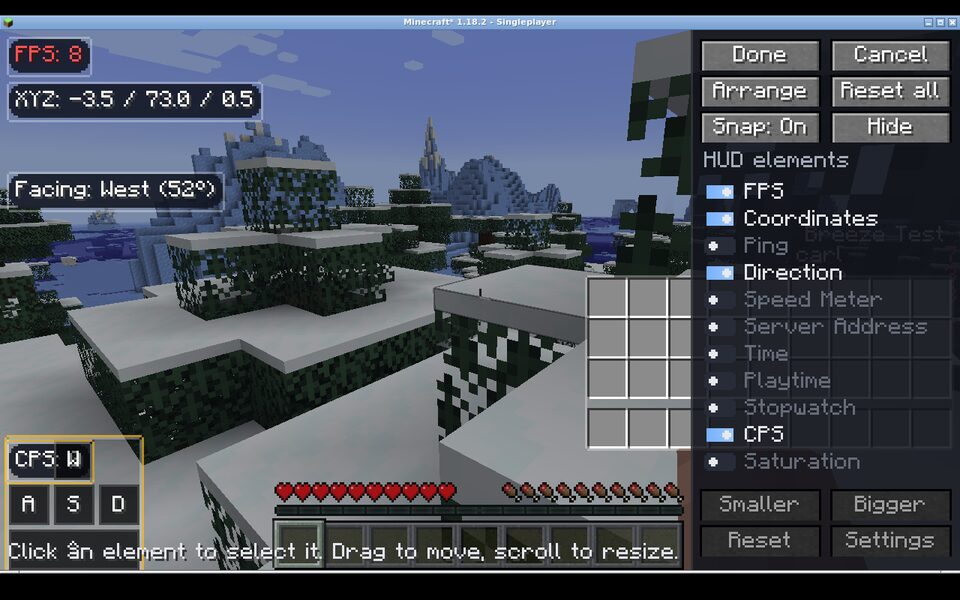 Minecraft* 1.18.2 - Singleplayer
FPS: 8
XYZ: -3.5 / 73.0 / 0.5
Facing: West (52°)
Done
Cancel
Arrange
Reset all
Snap: On
Hide
HUD elements
FPS
Coordinates
Ping
Breeze Test
carl
Direction
Speed Meter
Server Address
Time
Playtime
Stopwatch
CPS
Saturation
Smaller
Bigger
Reset
Settings
CPS W
A S D
Click an element to select it. Drag to move, scroll to resize.